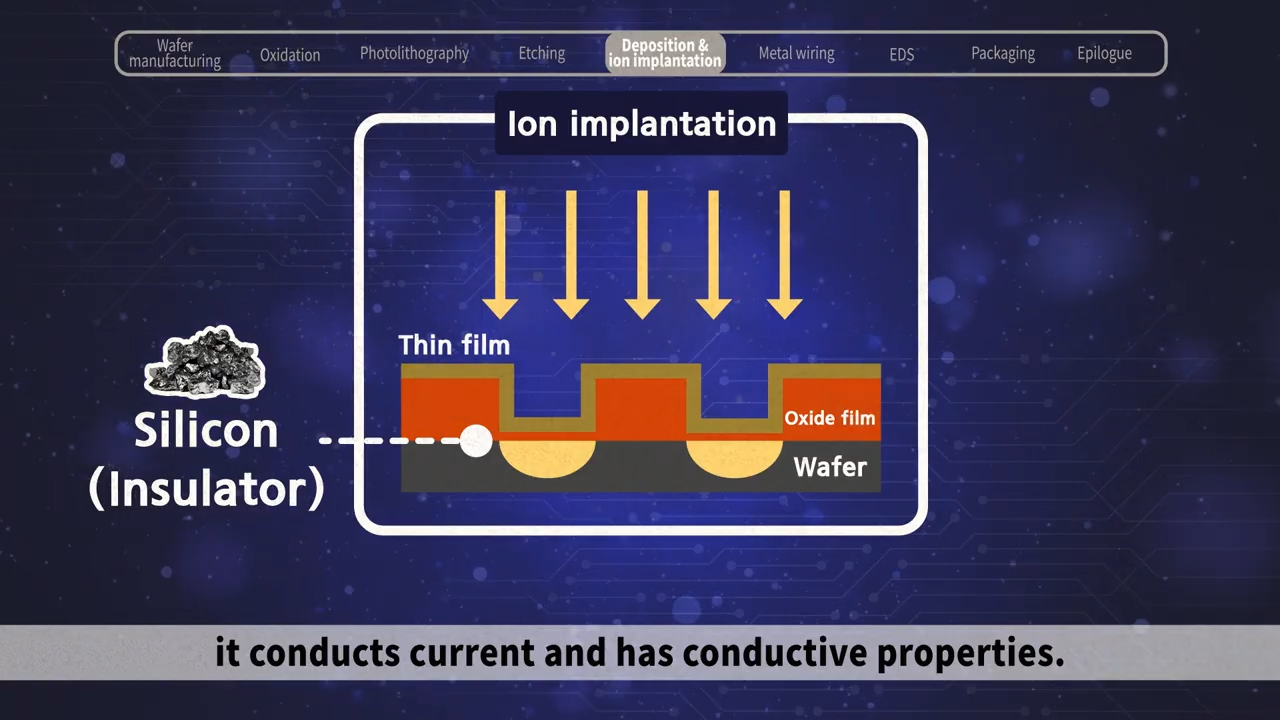 Wafer
manufacturing
Oxidation
Photolithography
Etching
Deposition &
ion implantation
Metal wiring
EDS
Packaging
Epilogue
Ion implantation
Thin film
Oxide film
Wafer
Silicon
(Insulator)
it conducts current and has conductive properties.